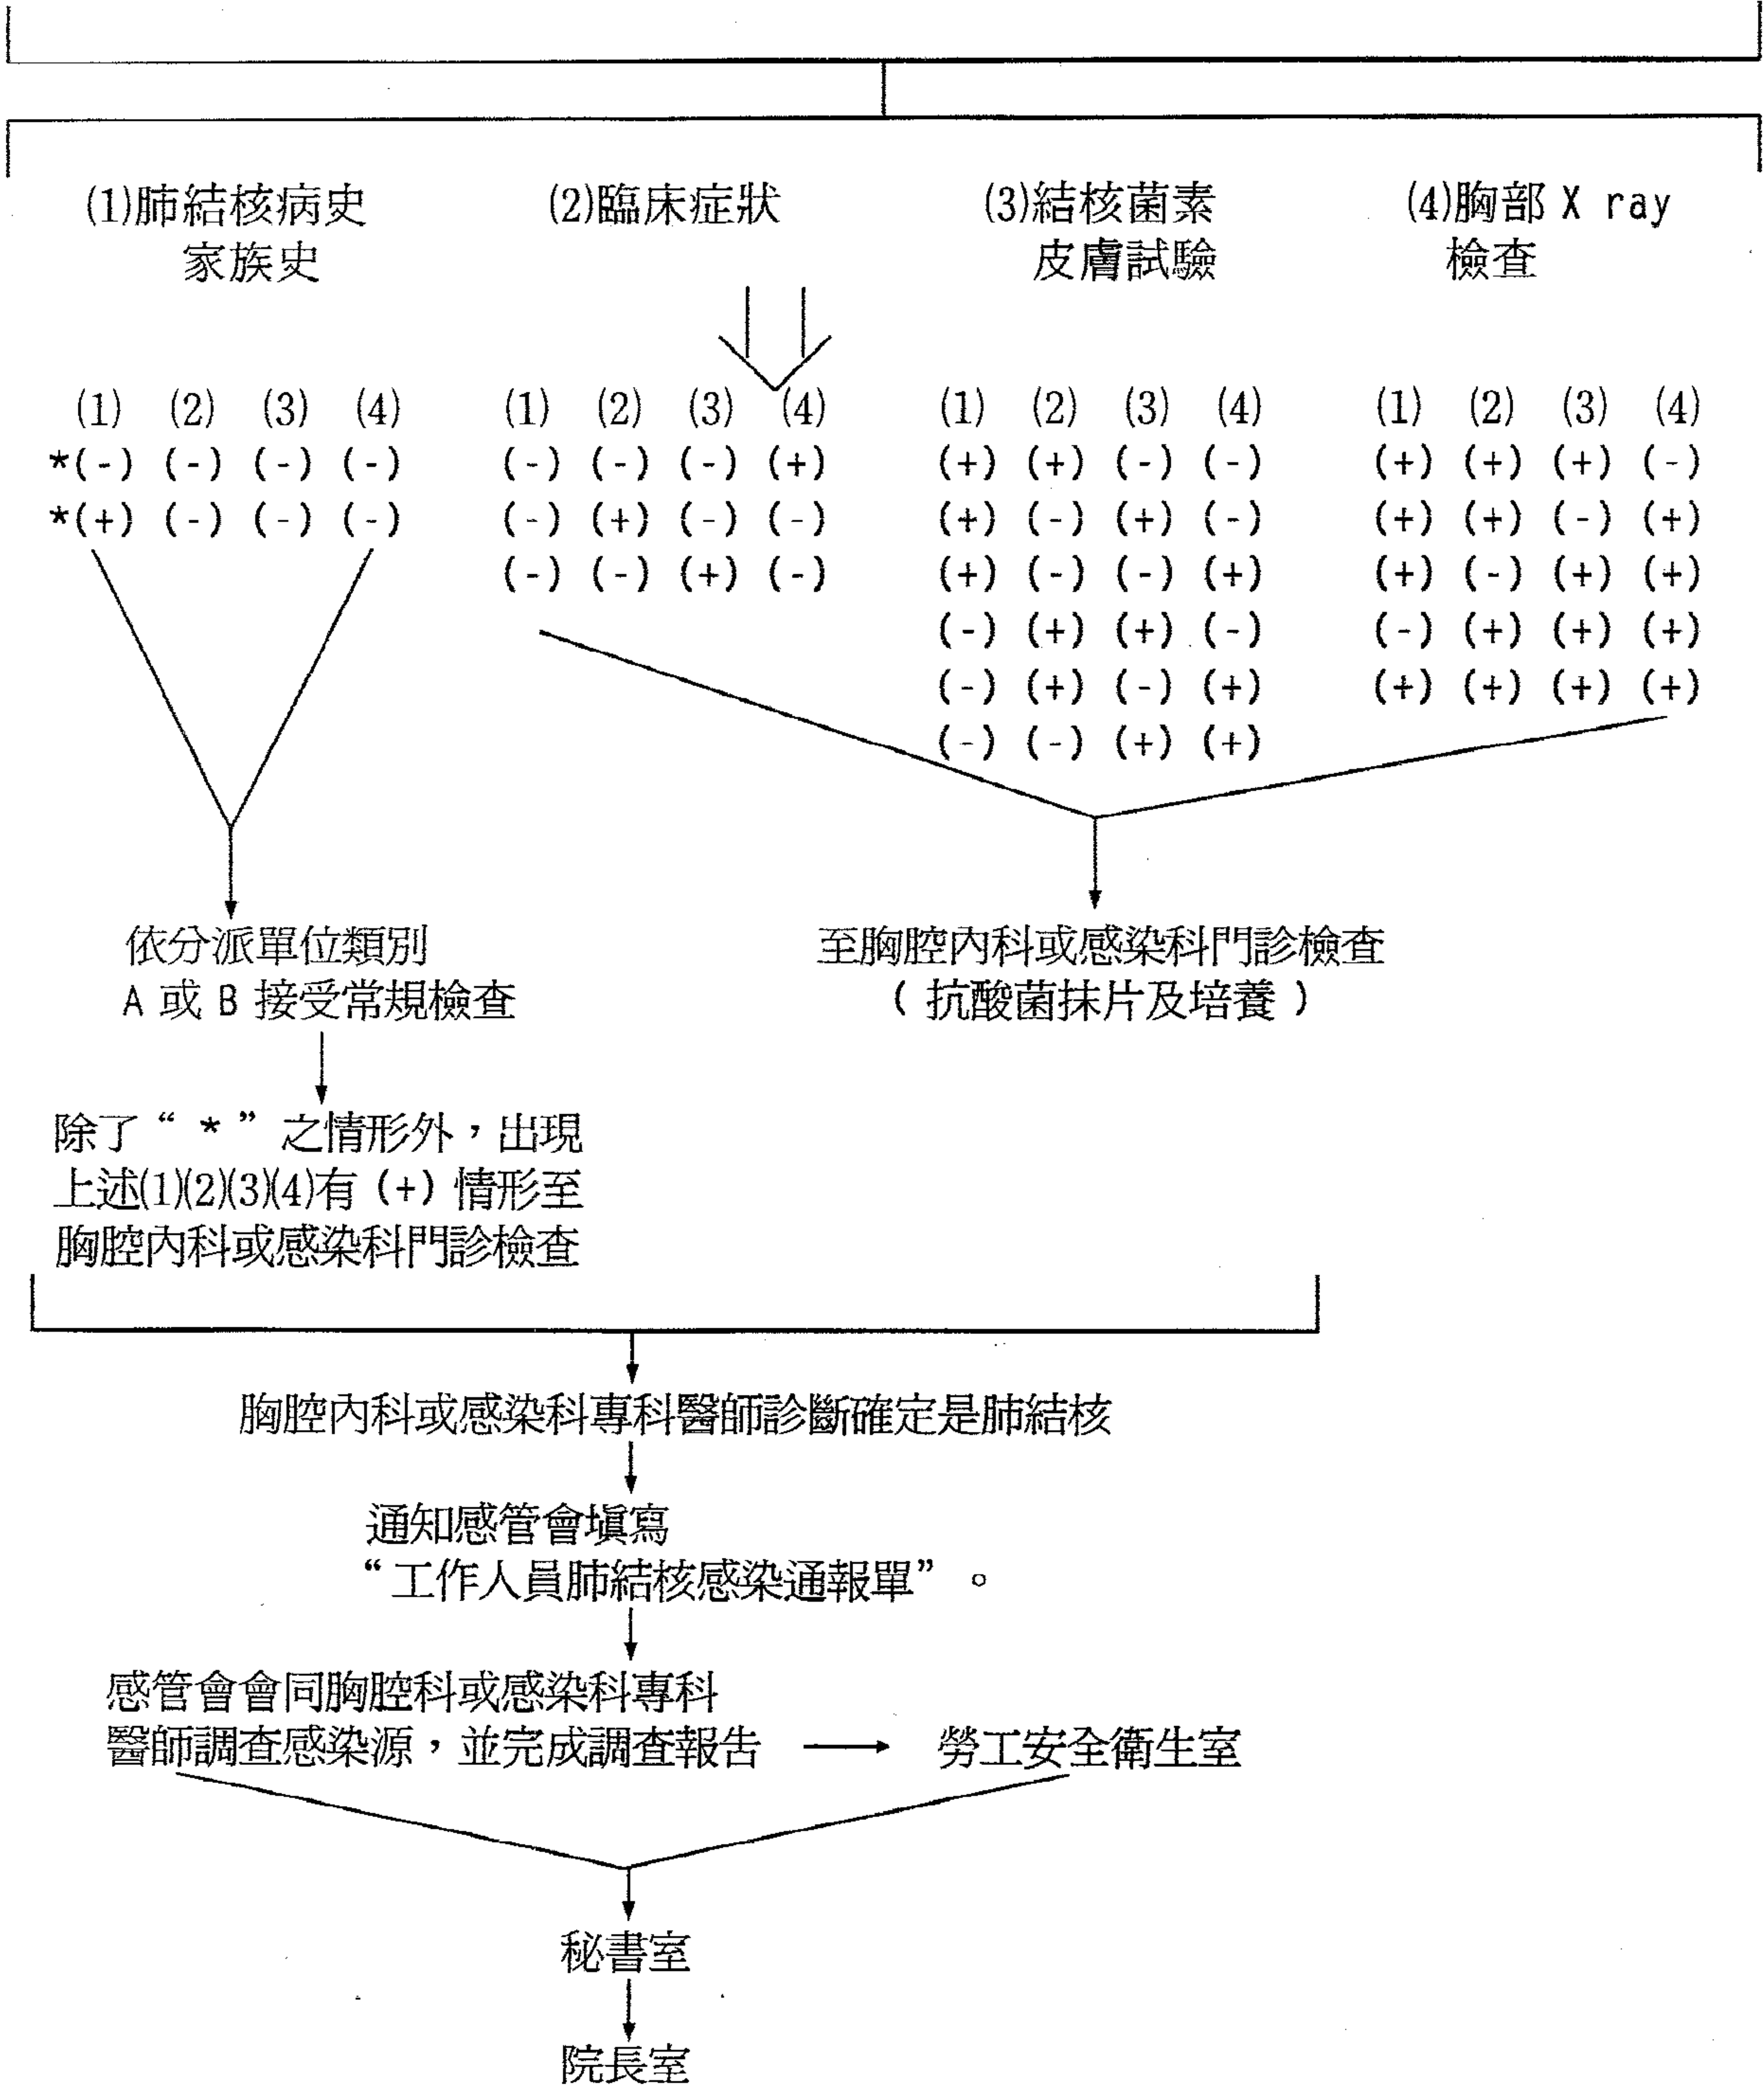 (1)肺結核病史 (2)臨床症狀 (3)結核菌素 (4)胸部 X ray
家族史 皮膚試驗 檢查
(1) (2) (3) (4) (1) (2) (3) (4) (1) (2) (3) (4) (1) (2) (3) (4)
*(-) (-) (-) (-) (-) (-) (-) (+) (+) (+) (-) (-) (+) (+) (+) (-)
*(+) (-) (-) (-) (-) (+) (-) (-) (+) (-) (+) (-) (+) (+) (-) (+)
(-) (-) (+) (-) (+) (-) (-) (+) (+) (-) (+) (+)
(-) (+) (+) (-) (-) (+) (+) (+)
(-) (+) (-) (+) (+) (+) (+) (+)
(-) (-) (+) (+)
依分派單位類別
A 或 B 接受常規檢查
至胸腔內科或感染科門診檢查
( 抗酸菌抹片及培養 )
除了“ * ”之情形外，出現
上述(1)(2)(3)(4)有 (+) 情形至
胸腔內科或感染科門診檢查
胸腔內科或感染科專科醫師診斷確定是肺結核
通知感管會填寫
“工作人員肺結核感染通報單”。
感管會會同胸腔科或感染科專科
醫師調查感染源，並完成調查報告 勞工安全衛生室
秘書室
院長室